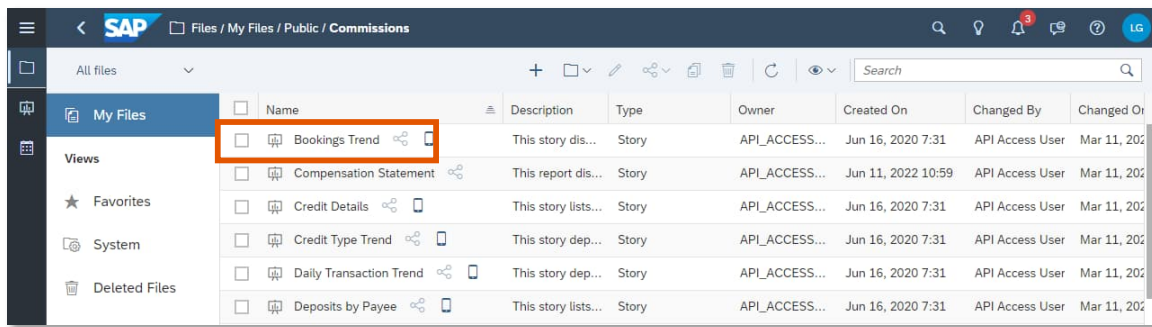 SAP Files / My Files / Public / Commissions 3 LG
All files Search
My Files Name Description Type Owner Created On Changed By Changed On
Bookings Trend This story dis... Story API_ACCESS... Jun 16, 2020 7:31 API Access User Mar 11, 202
Views
Compensation Statement This report dis... Story API_ACCESS... Jun 11, 2022 10:59 API Access User Mar 11, 202
Favorites Credit Details This story lists... Story API_ACCESS... Jun 16, 2020 7:31 API Access User Mar 11, 202
System Credit Type Trend This story dep... Story API_ACCESS... Jun 16, 2020 7:31 API Access User Mar 11, 202
Daily Transaction Trend This story dep... Story API_ACCESS... Jun 16, 2020 7:31 API Access User Mar 11, 202
Deleted Files Deposits by Payee This story lists... Story API_ACCESS... Jun 16, 2020 7:31 API Access User Mar 11, 202